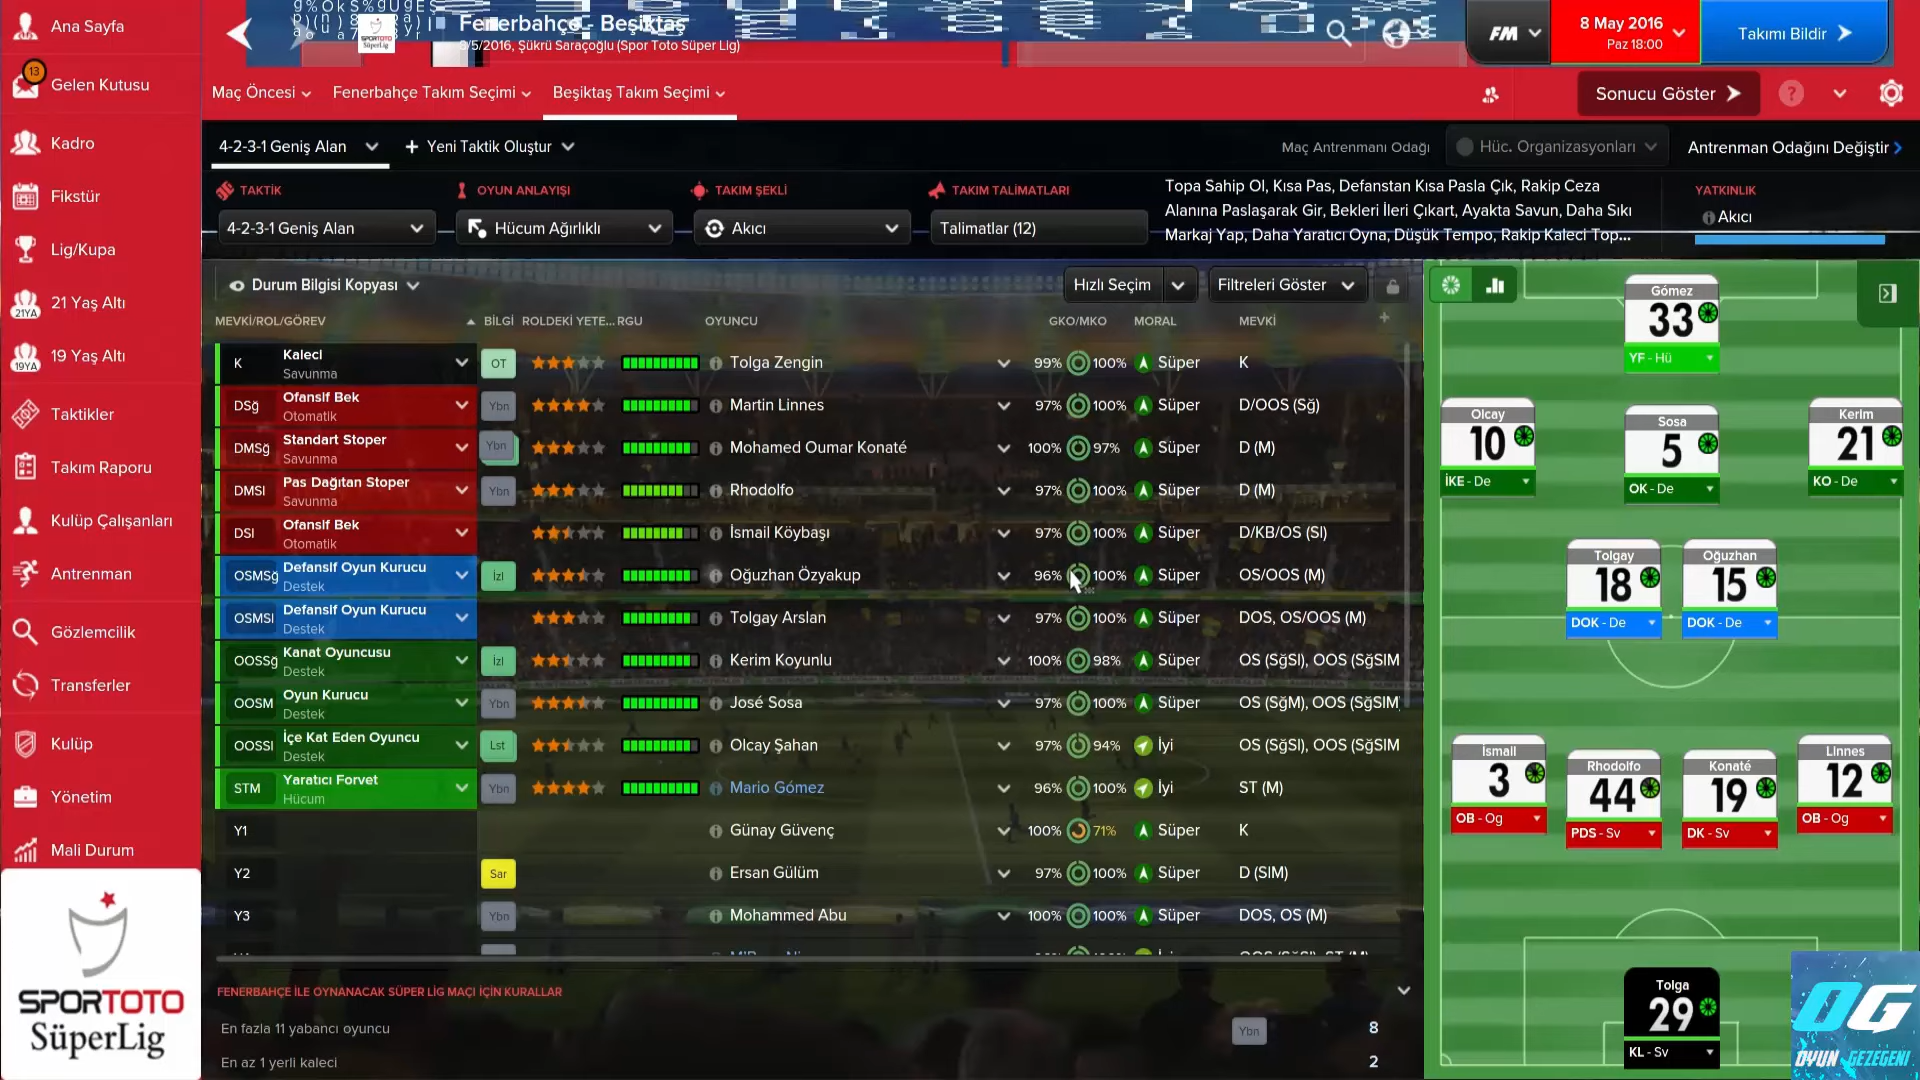 Ana Sayfa
13
Gelen Kutusu
Kadro
Fikstür
Lig/Kupa
21YA
21 Yaş Altı
19YA
19 Yaş Altı
Taktikler
Takım Raporu
Kulüp Çalışanları
Antrenman
Gözlemcilik
Transferler
Kulüp
Yönetim
Mali Durum
SPORTOTO
SüperLig
Fenerbahçe - Beşiktaş
8/5/2016, Şükrü Saraçoğlu (Spor Toto Süper Lig)
FM
8 May 2016
Paz 18:00
Takımı Bildir
Maç Öncesi
Fenerbahçe Takım Seçimi
Beşiktaş Takım Seçimi
Sonucu Göster
4-2-3-1 Geniş Alan
+ Yeni Taktik Oluştur
Maç Antrenmanı Odağı
Hüc. Organizasyonları
Antrenman Odağını Değiştir
TAKTİK
4-2-3-1 Geniş Alan
OYUN ANLAYIŞI
Hücum Ağırlıklı
TAKIM ŞEKLİ
Akıcı
TAKIM TALİMATLARI
Talimatlar (12)
Topa Sahip Ol, Kısa Pas, Defanstan Kısa Pasla Çık, Rakip Ceza
Alanına Paslaşarak Gir, Bekleri İleri Çıkart, Ayakta Savun, Daha Sıkı
Markaj Yap, Daha Yaratıcı Oyna, Düşük Tempo, Rakip Kaleci Top...
YATKINLIK
Akıcı
Durum Bilgisi Kopyası
Hızlı Seçim
Filtreleri Göster
MEVKİ/ROL/GÖREV BİLGİ ROLDEKİ YETE... RGU OYUNCU GKO/MKO MORAL MEVKİ
K Kaleci Savunma OT Tolga Zengin 99% 100% Süper K
DSğ Ofansif Bek Otomatik Ybn Martin Linnes 97% 100% Süper D/OOS (Sğ)
DMSğ Standart Stoper Savunma Ybn Mohamed Oumar Konaté 100% 97% Süper D (M)
DMSl Pas Dağıtan Stoper Savunma Ybn Rhodolfo 97% 100% Süper D (M)
DSl Ofansif Bek Otomatik İsmail Köybaşı 97% 100% Süper D/KB/OS (Sl)
OSMSğ Defansif Oyun Kurucu Destek İzl Oğuzhan Özyakup 96% 100% Süper OS/OOS (M)
OSMSl Defansif Oyun Kurucu Destek Tolgay Arslan 97% 100% Süper DOS, OS/OOS (M)
OOSSğ Kanat Oyuncusu Destek İzl Kerim Koyunlu 100% 98% Süper OS (SğSl), OOS (SğSlM
OOSM Oyun Kurucu Destek Ybn José Sosa 97% 100% Süper OS (SğM), OOS (SğSlM
OOSSl İçe Kat Eden Oyuncu Destek Lst Olcay Şahan 97% 94% İyi OS (SğSl), OOS (SğSlM
STM Yaratıcı Forvet Hücum Ybn Mario Gómez 96% 100% İyi ST (M)
Y1 Günay Güvenç 100% 71% Süper K
Y2 Sar Ersan Gülüm 97% 100% Süper D (SlM)
Y3 Ybn Mohammed Abu 100% 100% Süper DOS, OS (M)
FENERBAHÇE İLE OYNANACAK SÜPER LİG MAÇI İÇİN KURALLAR
En fazla 11 yabancı oyuncu Ybn 8
En az 1 yerli kaleci 2
Gómez
33
YF - Hü
Olcay
10
İKE - De
Sosa
5
OK - De
Kerim
21
KO - De
Tolgay
18
DOK - De
Oğuzhan
15
DOK - De
İsmail
3
OB - Og
Rhodolfo
44
PDS - Sv
Konaté
19
DK - Sv
Linnes
12
OB - Og
Tolga
29
KL - Sv
OG
OYUN GEZEGENI